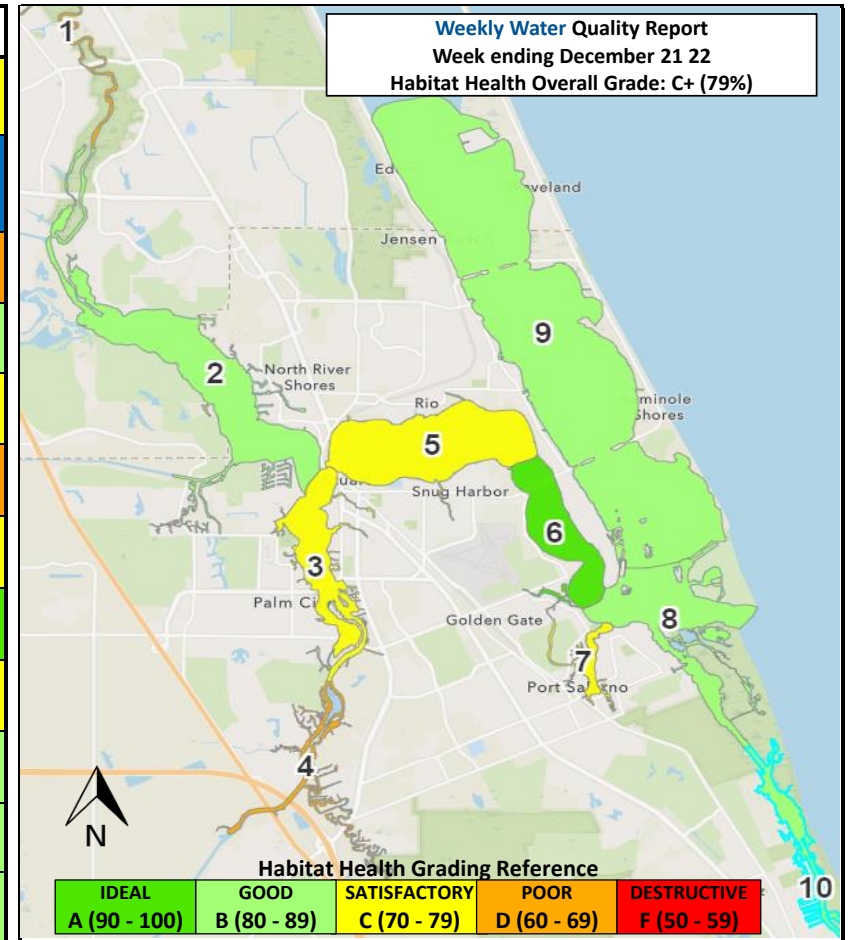 Weekly Water Quality Report
Week ending December 21 22
Habitat Health Overall Grade: C+ (79%)
1
Jensen Beach
9
2
North River
Shores
Rio
5
Snug Harbor
6
3
Palm City
Golden Gate
8
7
Port Salerno
4
N
10
Habitat Health Grading Reference
IDEAL GOOD SATISFACTORY POOR DESTRUCTIVE
A (90 - 100) B (80 - 89) C (70 - 79) D (60 - 69) F (50 - 59)